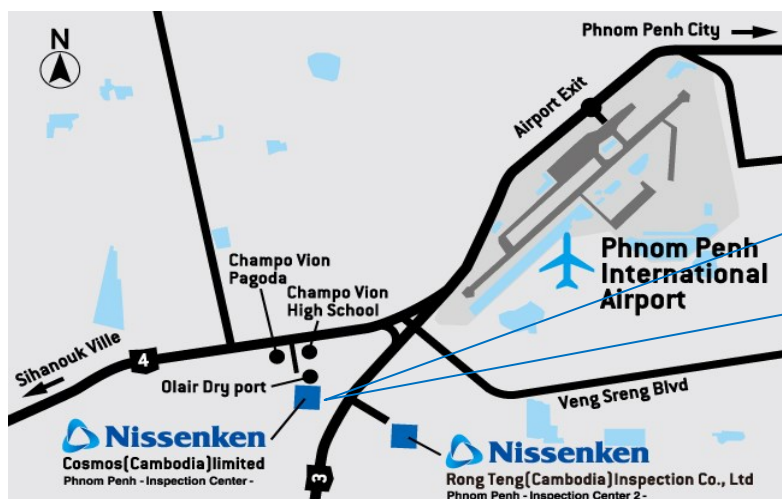 N
Phnom Penh City
Airport Exit
Phnom Penh
International
Airport
Champo Vion
Pagoda
Champo Vion
High School
Sihanouk Ville
4
Olair Dry port
Veng Sreng Blvd
Nissenken
Cosmos(Cambodia)limited
Phnom Penh - Inspection Center -
3
Nissenken
Rong Teng(Cambodia)Inspection Co., Ltd
Phnom Penh - Inspection Center 2 -